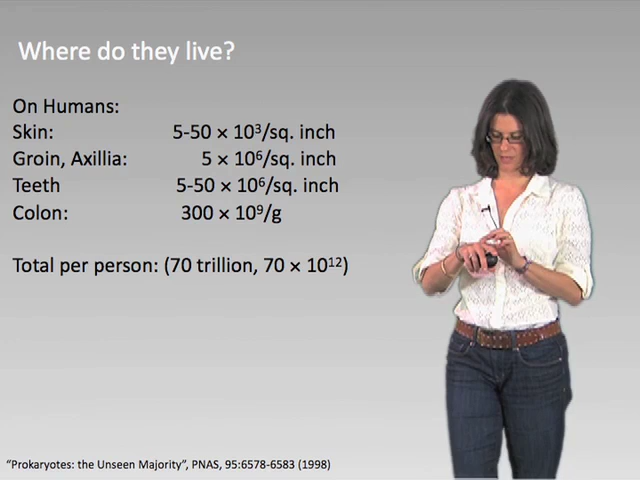 Where do they live?
On Humans:
Skin: 5-50 × 10³/sq. inch
Groin, Axillia: 5 × 10⁶/sq. inch
Teeth 5-50 × 10⁶/sq. inch
Colon: 300 × 10⁹/g
Total per person: (70 trillion, 70 × 10¹²)
“Prokaryotes: the Unseen Majority”, PNAS, 95:6578-6583 (1998)